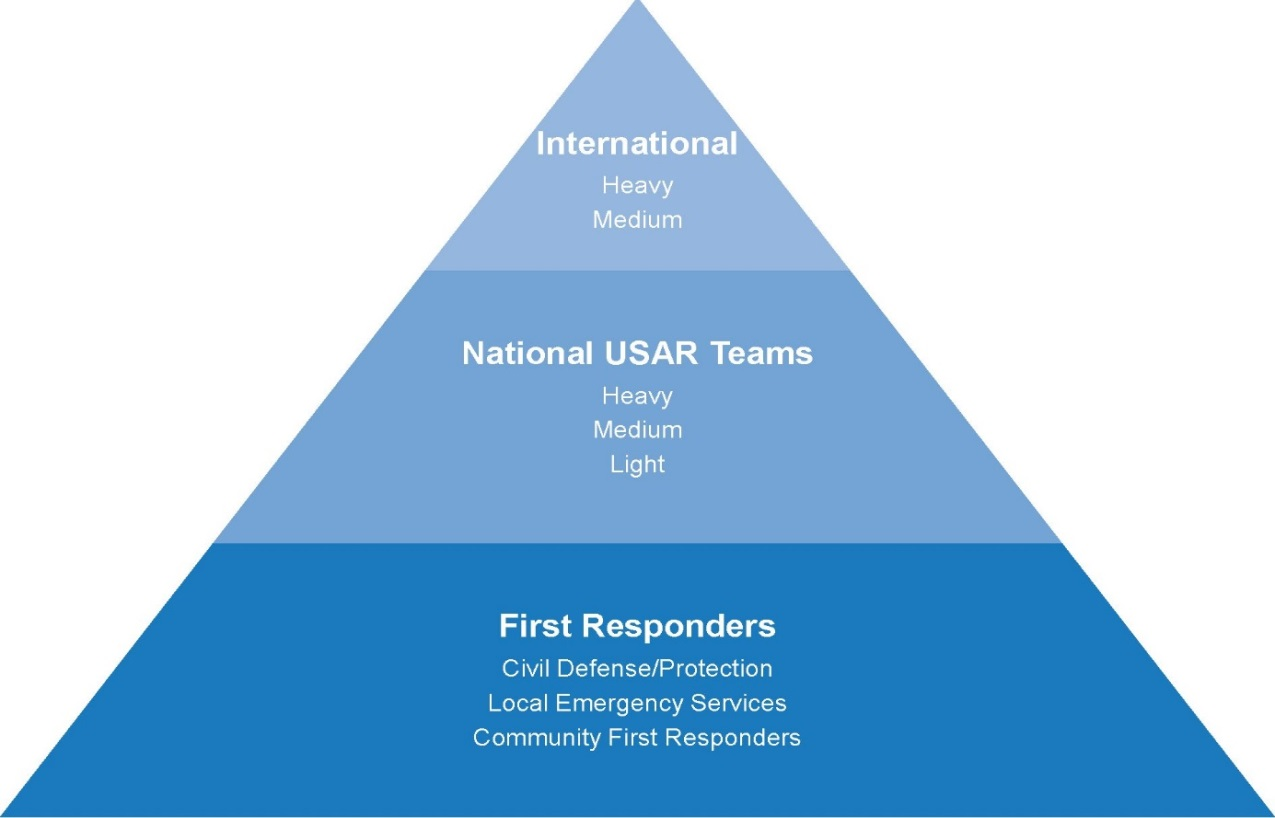 International
Heavy
Medium
National USAR Teams
Heavy
Medium
Light
First Responders
Civil Defense/Protection
Local Emergency Services
Community First Responders